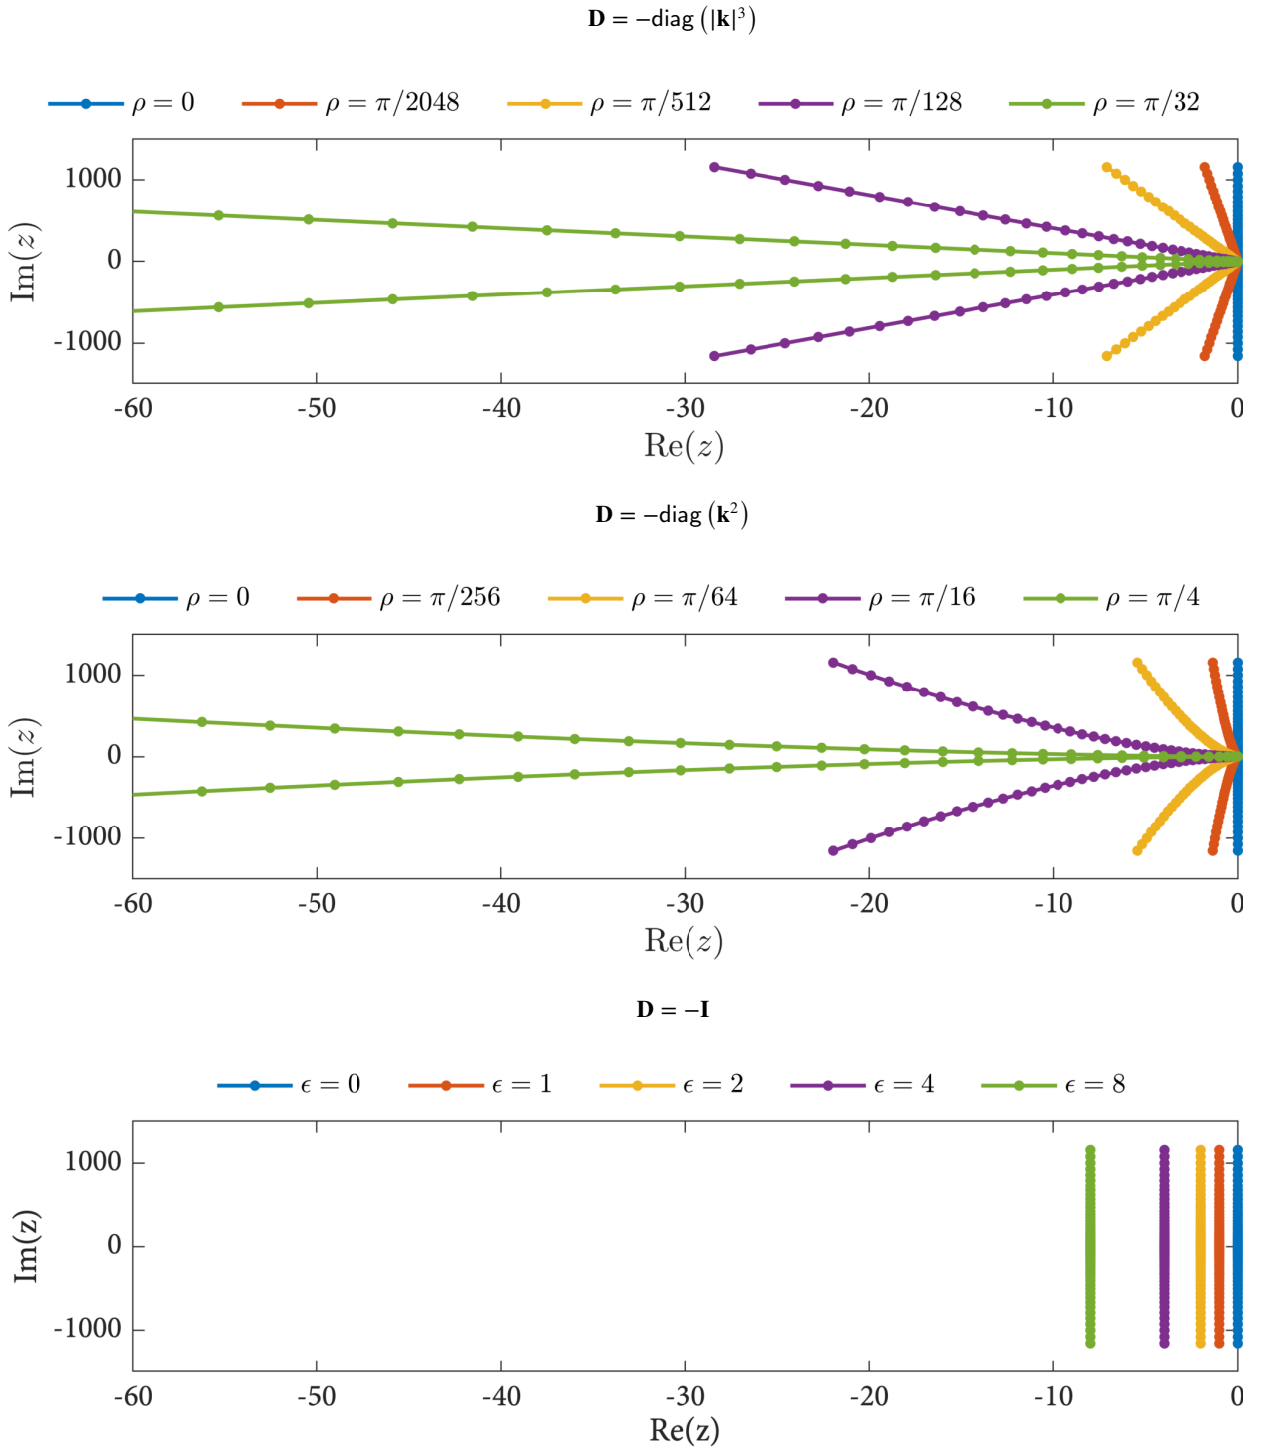 D = −diag (|k|³)
ρ = 0 ρ = π/2048 ρ = π/512 ρ = π/128 ρ = π/32
1000
0
-1000
Im(z)
-60 -50 -40 -30 -20 -10 0
Re(z)
D = −diag (k²)
ρ = 0 ρ = π/256 ρ = π/64 ρ = π/16 ρ = π/4
1000
0
-1000
Im(z)
-60 -50 -40 -30 -20 -10 0
Re(z)
D = −I
ϵ = 0 ϵ = 1 ϵ = 2 ϵ = 4 ϵ = 8
1000
0
-1000
Im(z)
-60 -50 -40 -30 -20 -10 0
Re(z)